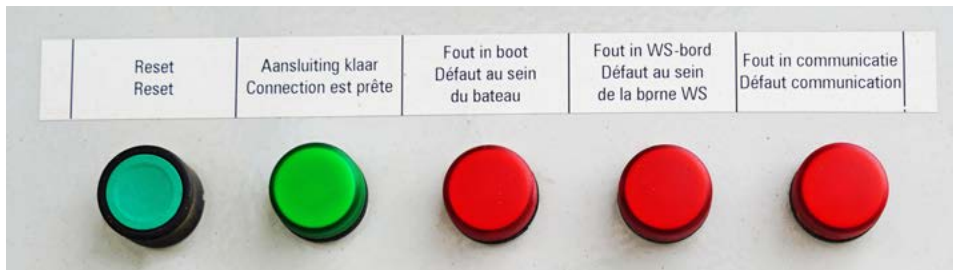 Reset
Reset
Aansluiting klaar
Connection est prête
Fout in boot
Défaut au sein
du bateau
Fout in WS-bord
Défaut au sein
de la borne WS
Fout in communicatie
Défaut communication